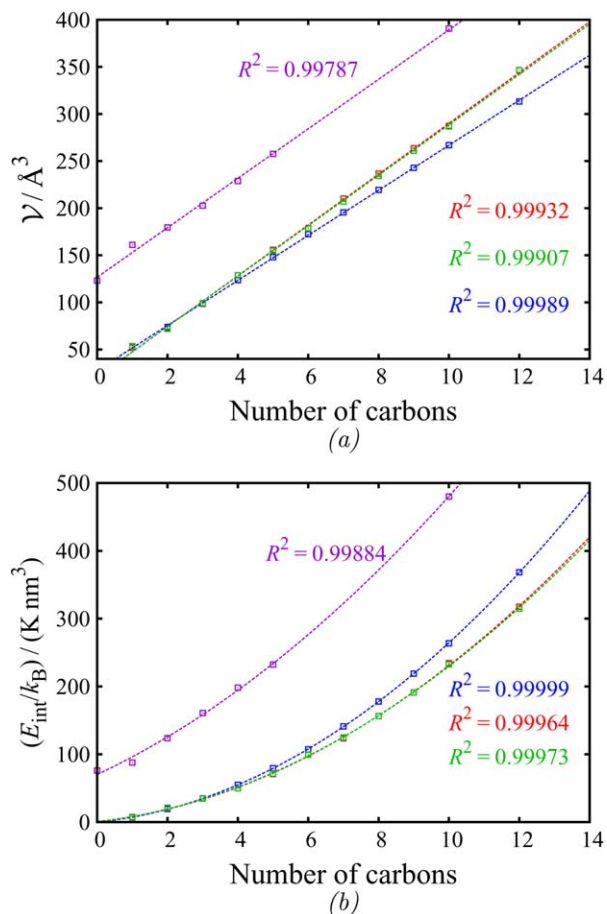 400
350
300
250
200
150
100
50
𝒱 / Å³
R² = 0.99787
R² = 0.99932
R² = 0.99907
R² = 0.99989
0 2 4 6 8 10 12 14
Number of carbons
(a)
500
400
300
200
100
0
(E_int/k_B) / (K nm³)
R² = 0.99884
R² = 0.99999
R² = 0.99964
R² = 0.99973
0 2 4 6 8 10 12 14
Number of carbons
(b)